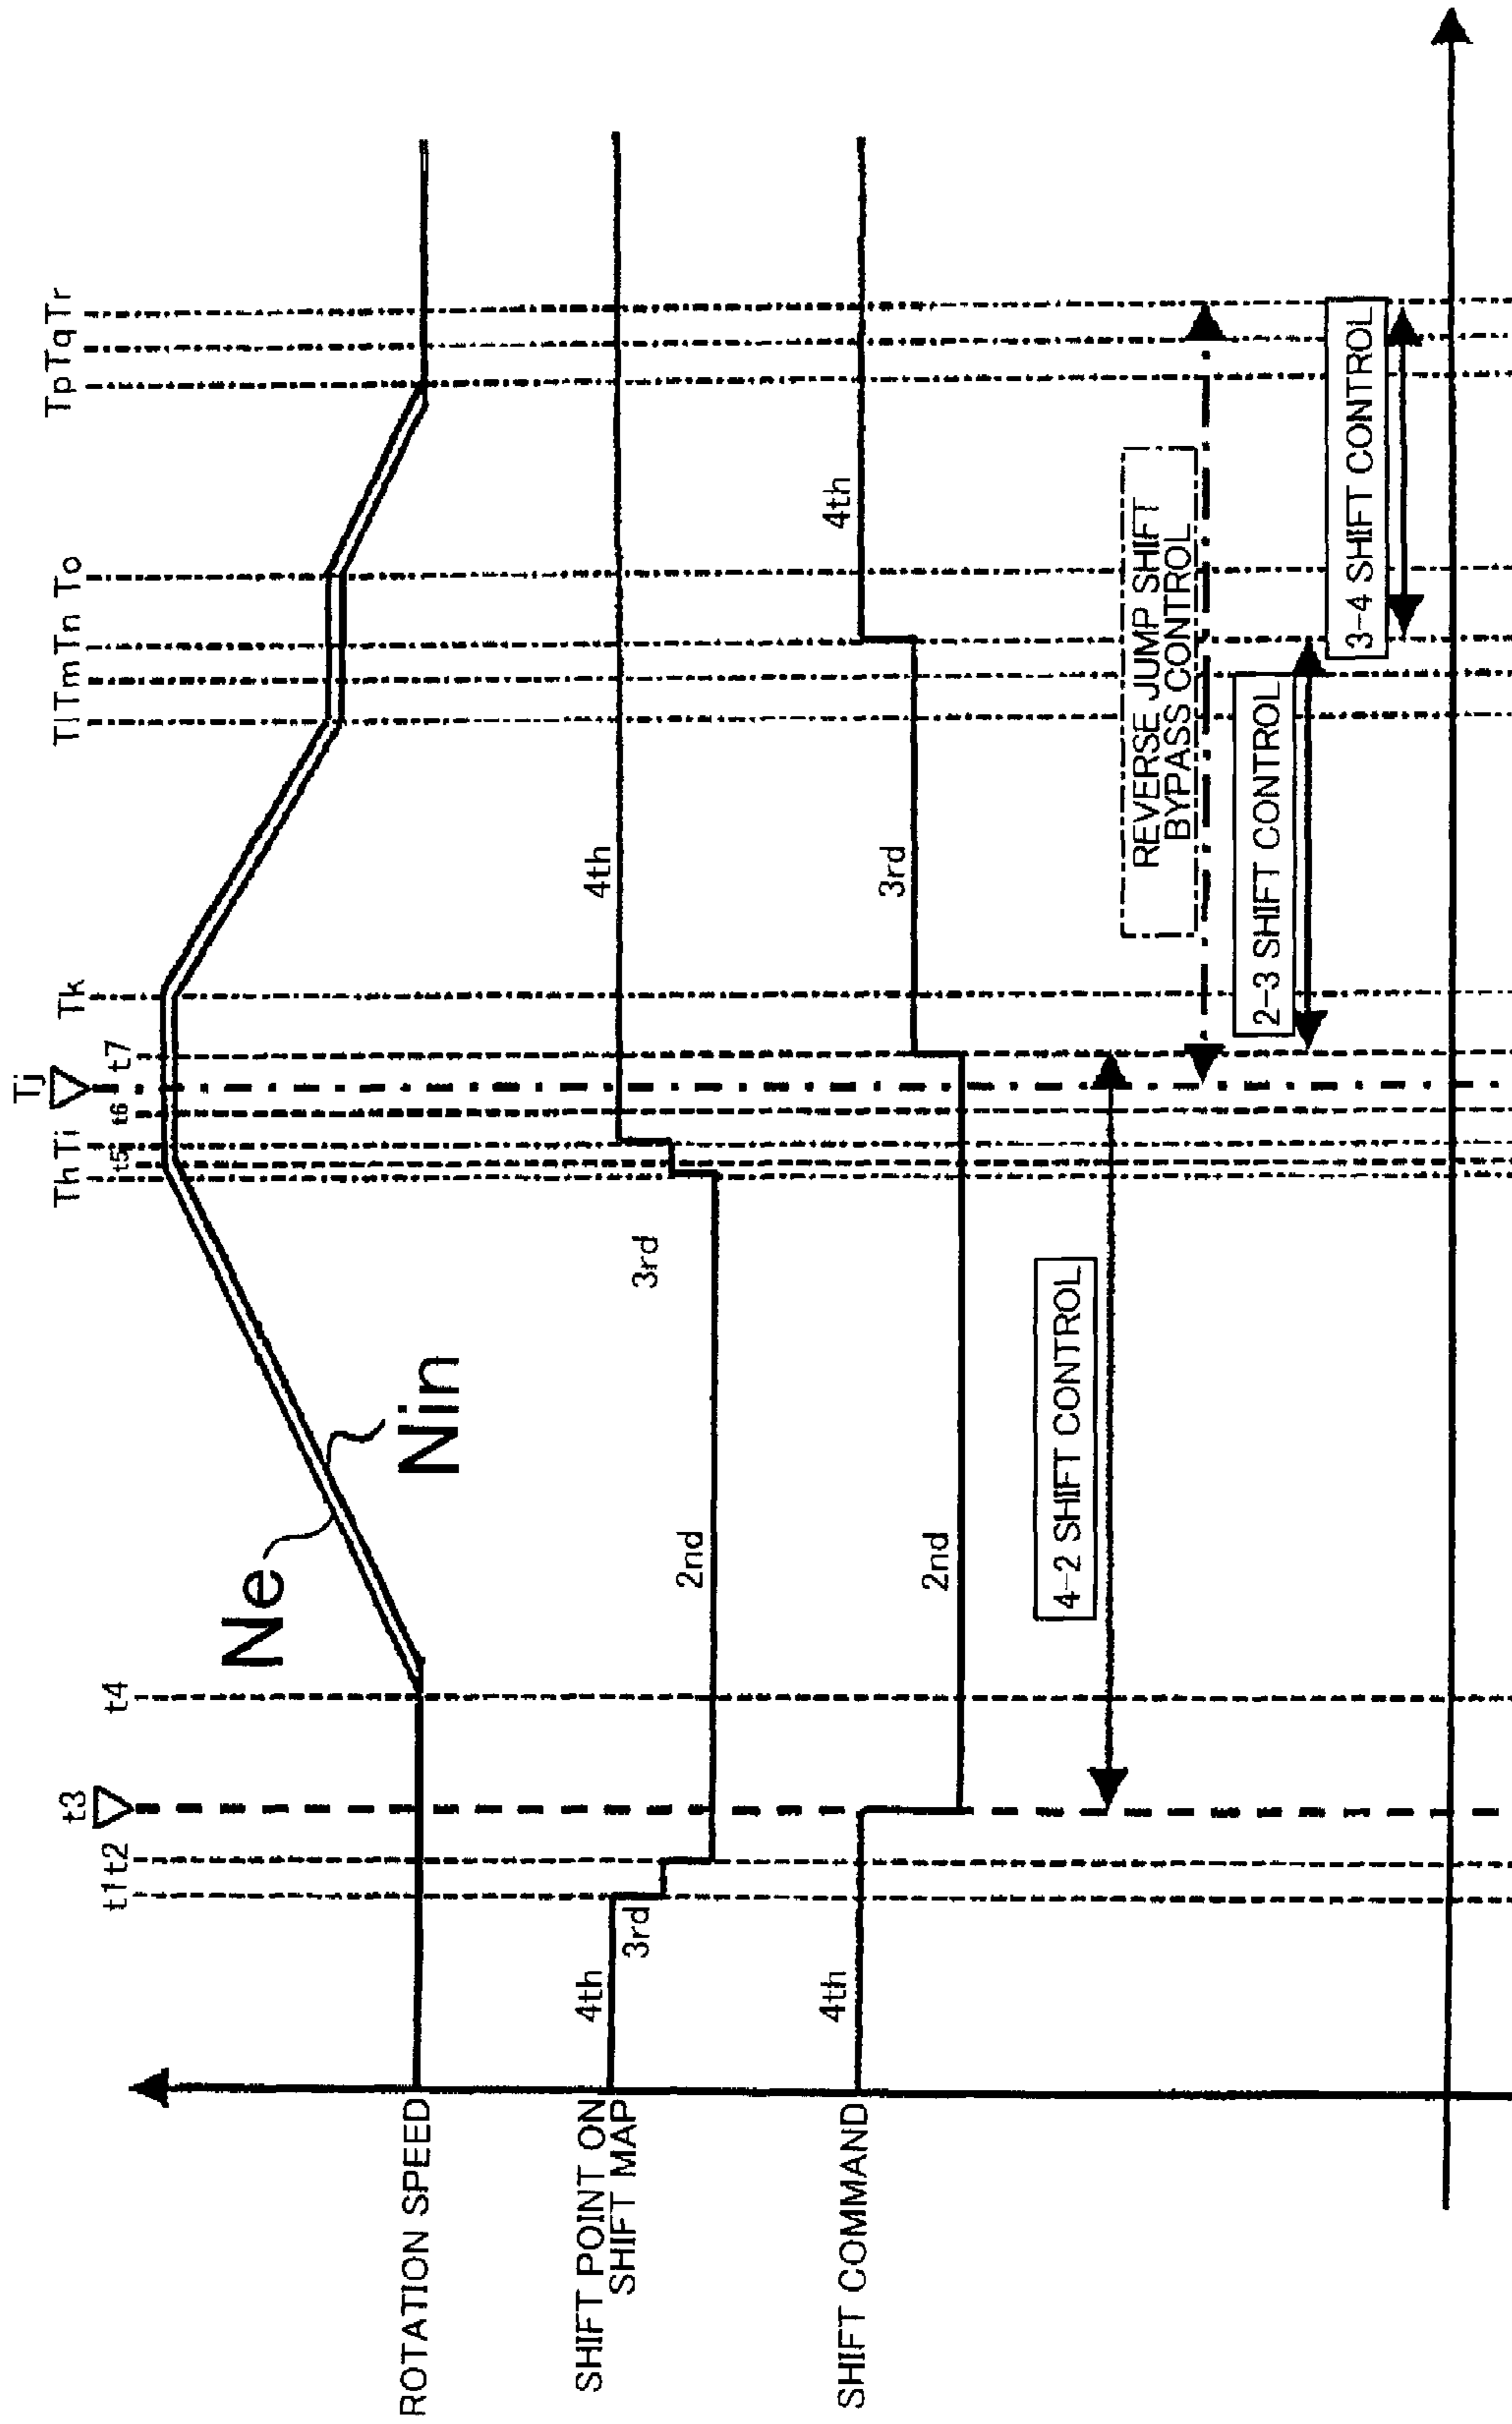 t1 t2
t3
t4
Th
t5
Ti
t6
Tj
t7
Tk
Tl Tm Tn To
Tp Tq Tr
ROTATION SPEED
Ne
Nin
SHIFT POINT ON
SHIFT MAP
4th
3rd
2nd
3rd
4th
SHIFT COMMAND
4th
2nd
3rd
4th
4-2 SHIFT CONTROL
REVERSE JUMP SHIFT
BYPASS CONTROL
2-3 SHIFT CONTROL
3-4 SHIFT CONTROL